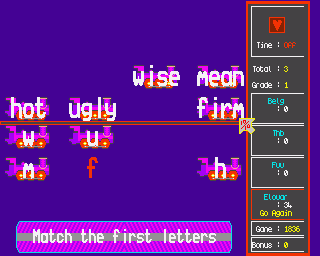 wise mean
hot ugly firm
w u
m f h
Match the first letters
Time: OFF
Total : 3
Grade : 1
Belg
: 0
Thb
: 0
Fuu
: 0
Elouar
: 34
Go Again
Game: 1836
Bonus: 0